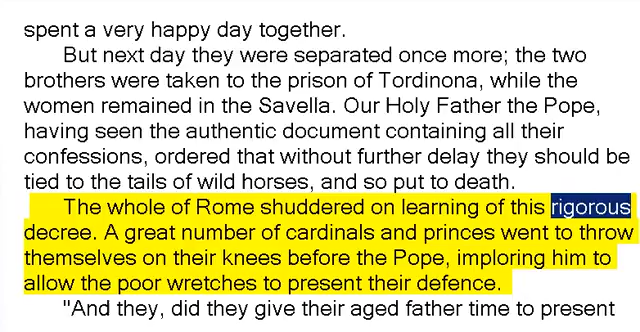 spent a very happy day together.
But next day they were separated once more; the two
brothers were taken to the prison of Tordinona, while the
women remained in the Savella. Our Holy Father the Pope,
having seen the authentic document containing all their
confessions, ordered that without further delay they should be
tied to the tails of wild horses, and so put to death.
The whole of Rome shuddered on learning of this rigorous
decree. A great number of cardinals and princes went to throw
themselves on their knees before the Pope, imploring him to
allow the poor wretches to present their defence.
"And they, did they give their aged father time to present